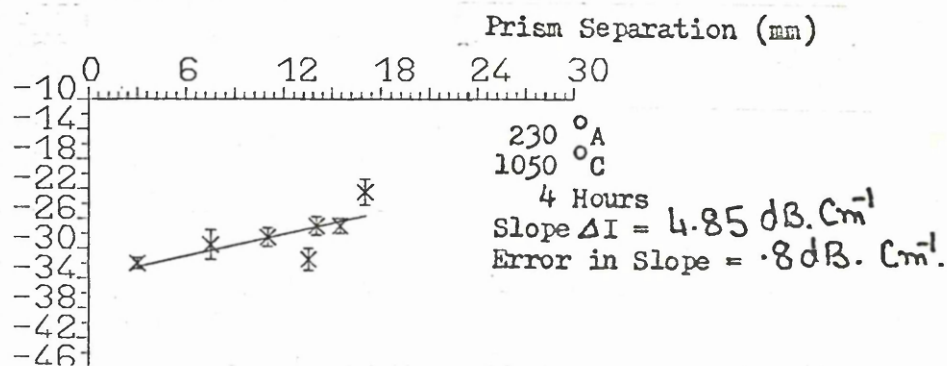 Prism Separation (mm)
0 6 12 18 24 30
-10
-14
-18
-22
-26
-30
-34
-38
-42
-46
230 °A
1050 °C
4 Hours
Slope ΔI = 4.85 dB. Cm⁻¹
Error in Slope = .8 dB. Cm⁻¹.